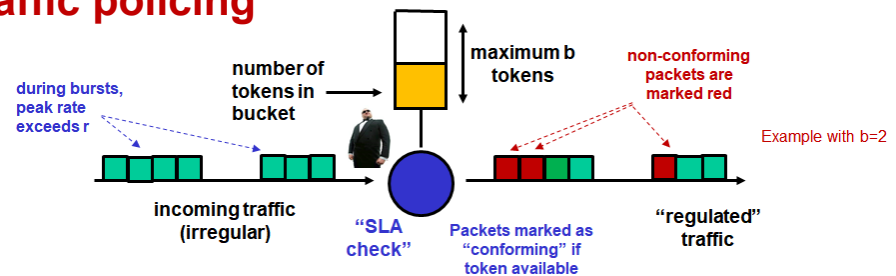 policing
number of
tokens in
bucket
maximum b
tokens
non-conforming
packets are
marked red
during bursts,
peak rate
exceeds r
Example with b=2
incoming traffic
(irregular)
“SLA
check”
Packets marked as
“conforming” if
token available
“regulated”
traffic